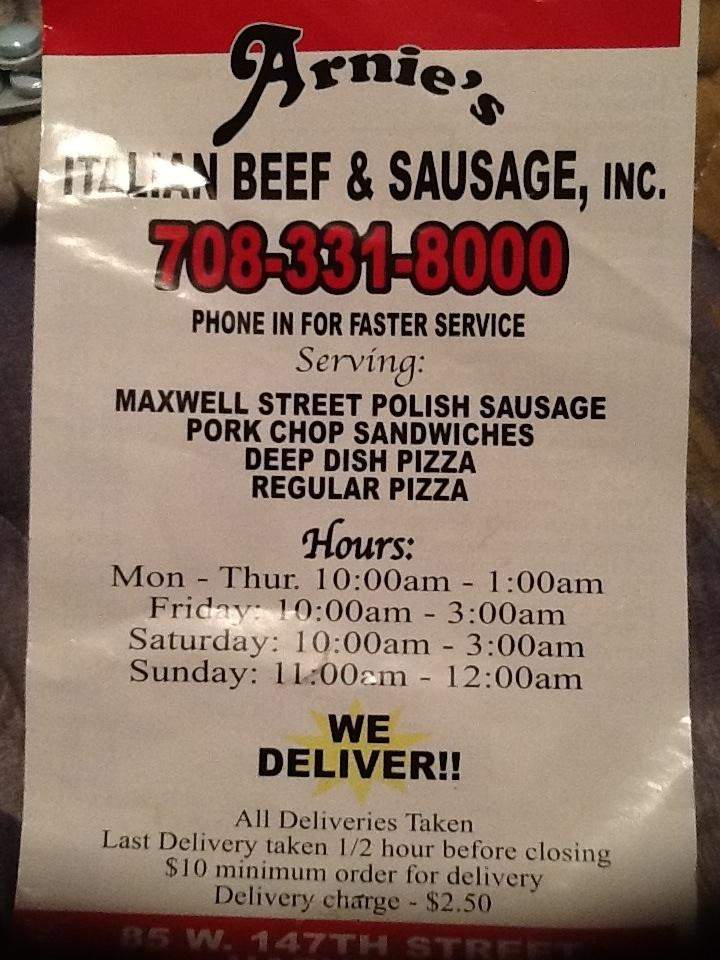 Arnie's
ITALIAN BEEF & SAUSAGE, INC.
708-331-8000
PHONE IN FOR FASTER SERVICE
Serving:
MAXWELL STREET POLISH SAUSAGE
PORK CHOP SANDWICHES
DEEP DISH PIZZA
REGULAR PIZZA
Hours:
Mon - Thur. 10:00am - 1:00am
Friday: 10:00am - 3:00am
Saturday: 10:00am - 3:00am
Sunday: 11:00am - 12:00am
WE
DELIVER!!
All Deliveries Taken
Last Delivery taken 1/2 hour before closing
$10 minimum order for delivery
Delivery charge - $2.50
85 W. 147TH STREET